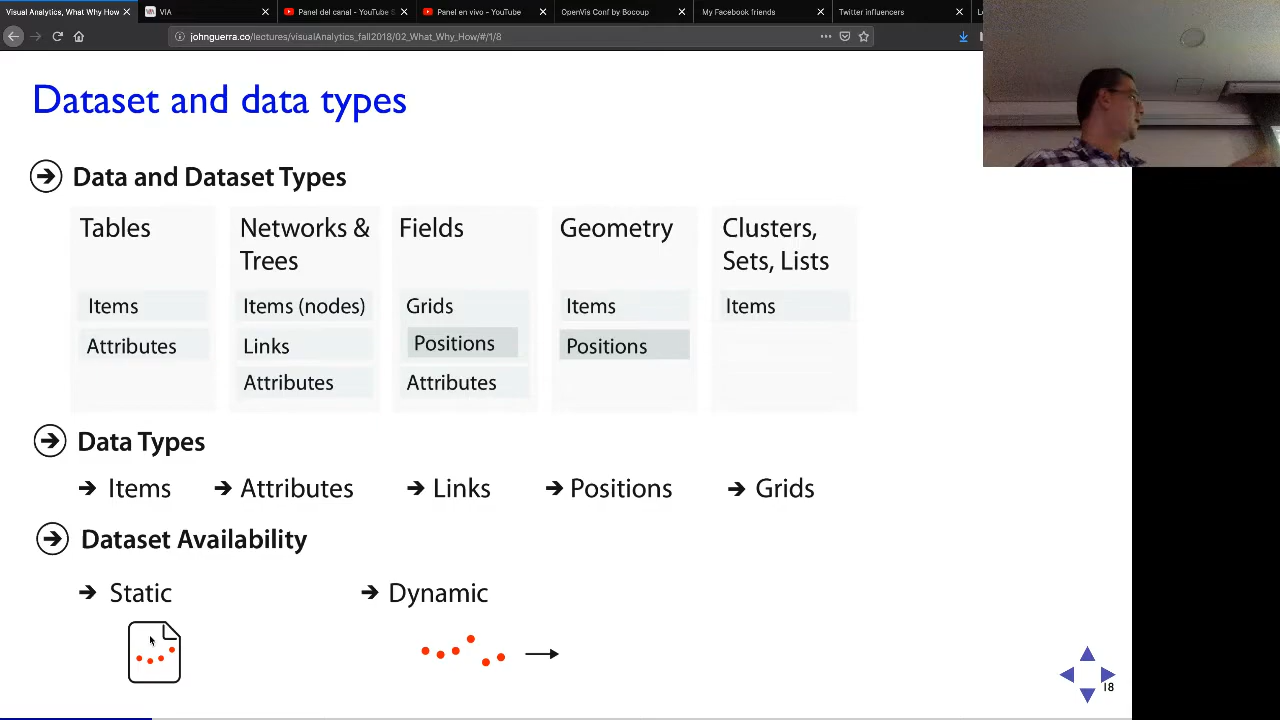 Visual Analytics, What Why How
VIA
Panel del canal - YouTube S
Panel en vivo - YouTube
OpenVis Conf by Bocoup
My Facebook friends
Twitter influencers
johnguerra.co/lectures/visualAnalytics_fall2018/02_What_Why_How/#/1/8
Dataset and data types
Data and Dataset Types
Tables
Items
Attributes
Networks &
Trees
Items (nodes)
Links
Attributes
Fields
Grids
Positions
Attributes
Geometry
Items
Positions
Clusters,
Sets, Lists
Items
Data Types
Items
Attributes
Links
Positions
Grids
Dataset Availability
Static
Dynamic
18